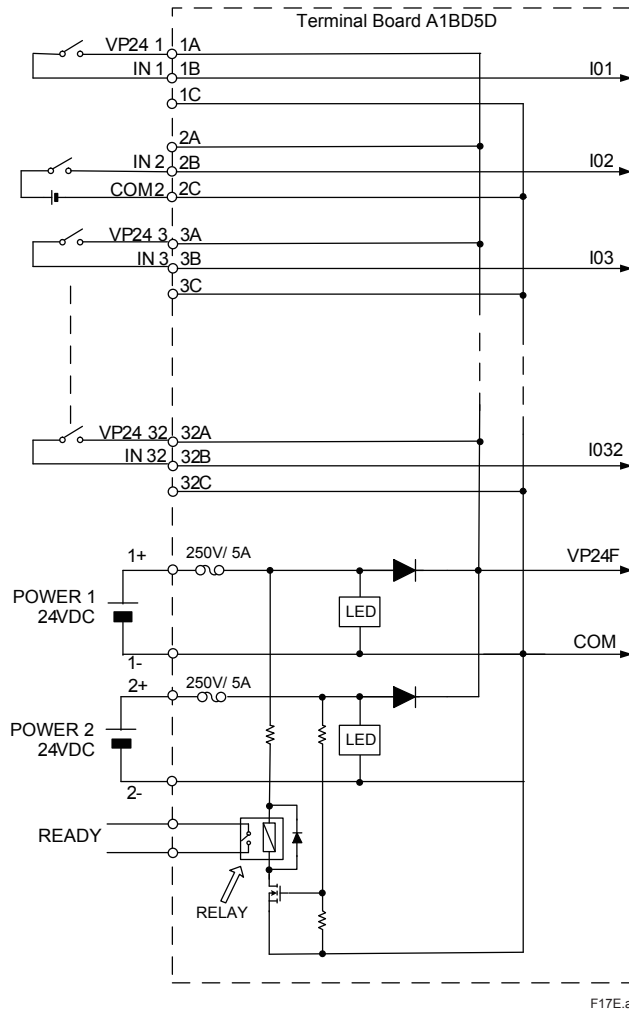 Terminal Board A1BD5D
VP24 1 1A
IN 1 1B I01
1C
2A
IN 2 2B I02
COM2 2C
VP24 3 3A
IN 3 3B I03
3C
VP24 32 32A
IN 32 32B I032
32C
1+ 250V/ 5A VP24F
POWER 1
24VDC
LED
COM
1-
2+ 250V/ 5A
POWER 2
24VDC
LED
2-
READY
RELAY
F17E.a